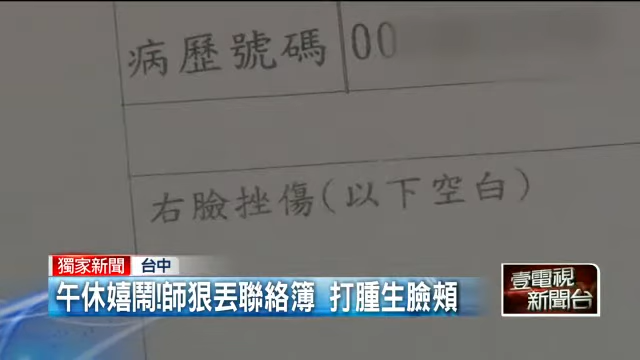 病歷號碼 00
右臉挫傷(以下空白)
獨家新聞 台中
午休嬉鬧!師狠丟聯絡簿 打腫生臉頰
壹電視
新聞台